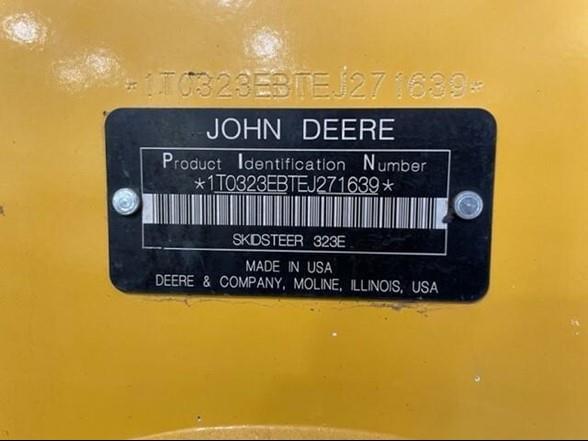 *1T0323EBTEJ271639*
JOHN DEERE
Product Identification Number
*1T0323EBTEJ271639*
SKIDSTEER 323E
MADE IN USA
DEERE & COMPANY, MOLINE, ILLINOIS, USA